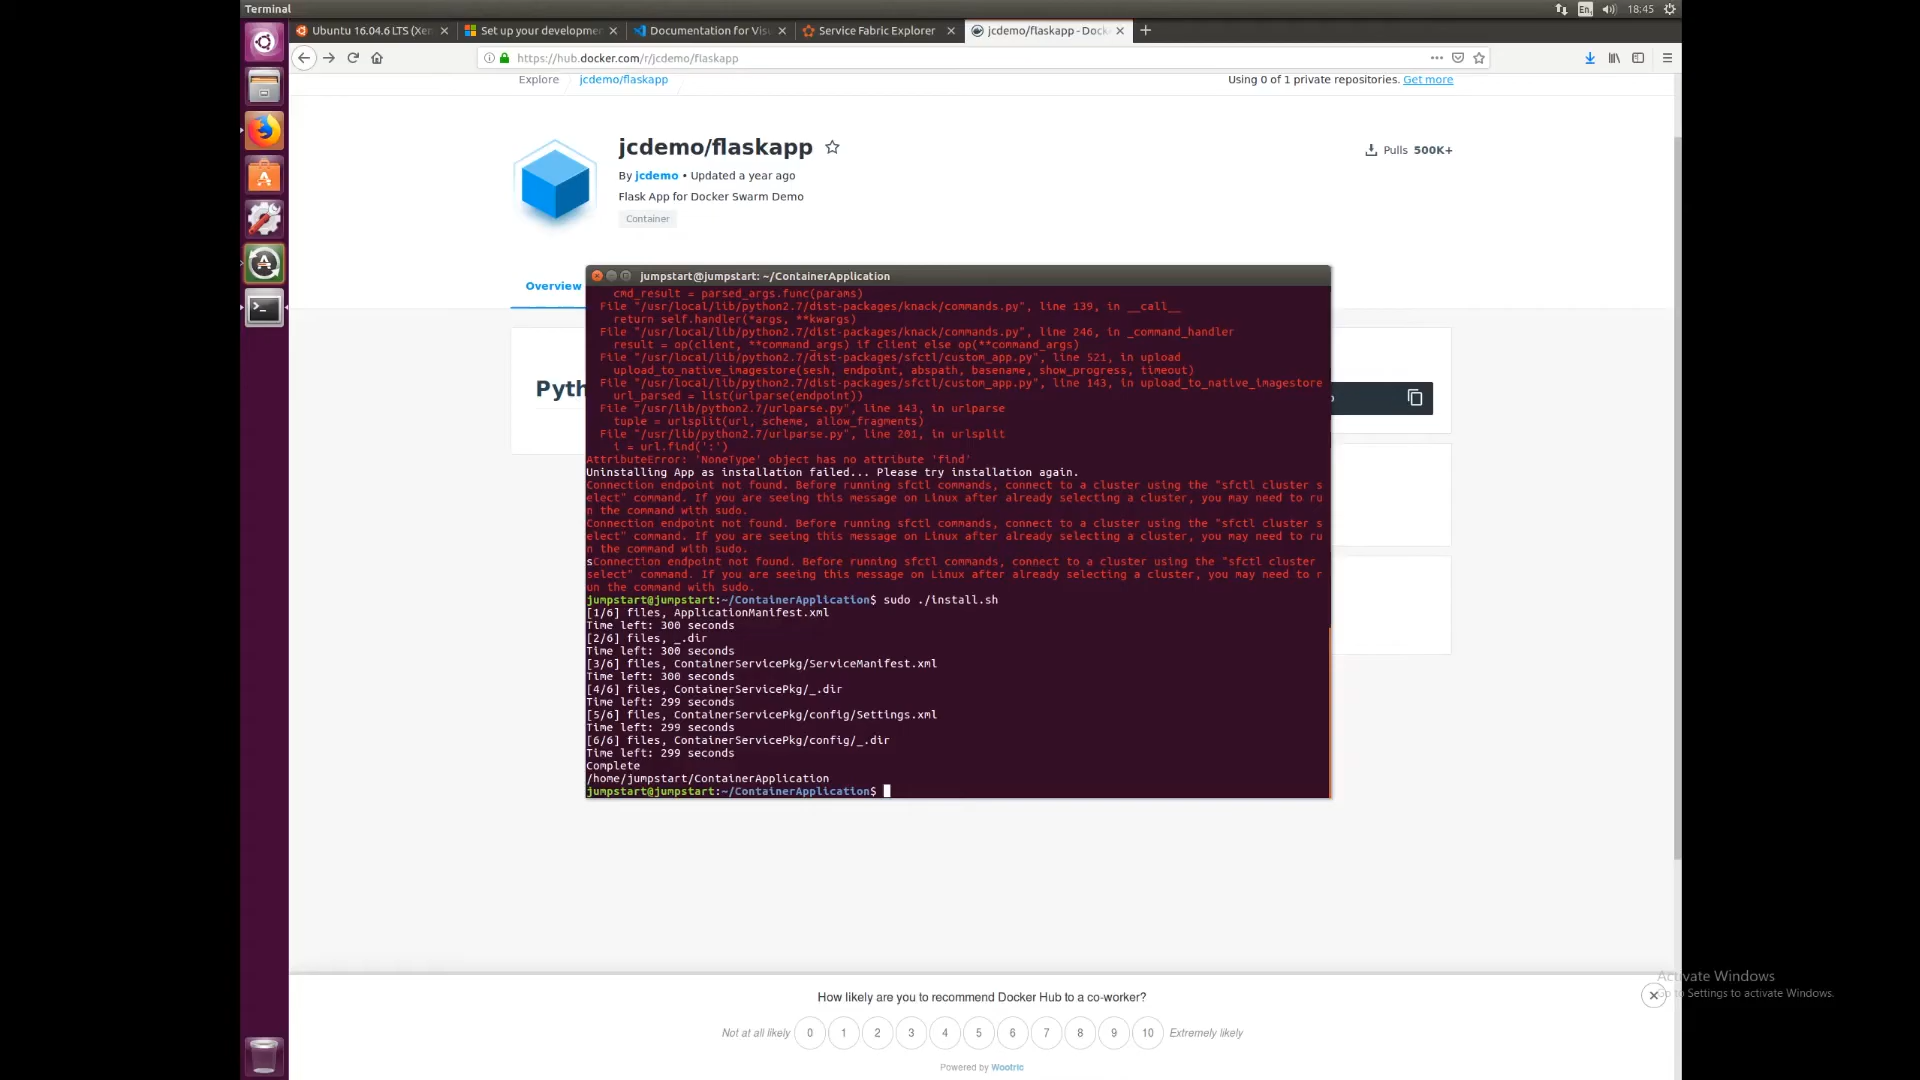 Terminal
En
18:45
Ubuntu 16.04.6 LTS (Xer
Set up your developme
Documentation for Visu
Service Fabric Explorer
jcdemo/flaskapp - Dock
https://hub.docker.com/r/jcdemo/flaskapp
Explore
jcdemo/flaskapp
Using 0 of 1 private repositories. Get more
jcdemo/flaskapp
Pulls 500K+
By jcdemo • Updated a year ago
Flask App for Docker Swarm Demo
Container
Overview
Pyth
jumpstart@jumpstart: ~/ContainerApplication
cmd_result = parsed_args.func(params)
File "/usr/local/lib/python2.7/dist-packages/knack/commands.py", line 139, in __call__
return self.handler(*args, **kwargs)
File "/usr/local/lib/python2.7/dist-packages/knack/commands.py", line 246, in _command_handler
result = op(client, **command_args) if client else op(**command_args)
File "/usr/local/lib/python2.7/dist-packages/sfctl/custom_app.py", line 521, in upload
upload_to_native_imagestore(sesh, endpoint, abspath, basename, show_progress, timeout)
File "/usr/local/lib/python2.7/dist-packages/sfctl/custom_app.py", line 143, in upload_to_native_imagestore
url_parsed = list(urlparse(endpoint))
File "/usr/lib/python2.7/urlparse.py", line 143, in urlparse
tuple = urlsplit(url, scheme, allow_fragments)
File "/usr/lib/python2.7/urlparse.py", line 201, in urlsplit
i = url.find(':')
AttributeError: 'NoneType' object has no attribute 'find'
Uninstalling App as installation failed... Please try installation again.
Connection endpoint not found. Before running sfctl commands, connect to a cluster using the "sfctl cluster s
elect" command. If you are seeing this message on Linux after already selecting a cluster, you may need to ru
n the command with sudo.
Connection endpoint not found. Before running sfctl commands, connect to a cluster using the "sfctl cluster s
elect" command. If you are seeing this message on Linux after already selecting a cluster, you may need to ru
n the command with sudo.
sConnection endpoint not found. Before running sfctl commands, connect to a cluster using the "sfctl cluster 
select" command. If you are seeing this message on Linux after already selecting a cluster, you may need to r
un the command with sudo.
jumpstart@jumpstart:~/ContainerApplication$ sudo ./install.sh
[1/6] files, ApplicationManifest.xml
Time left: 300 seconds
[2/6] files, _.dir
Time left: 300 seconds
[3/6] files, ContainerServicePkg/ServiceManifest.xml
Time left: 300 seconds
[4/6] files, ContainerServicePkg/_.dir
Time left: 299 seconds
[5/6] files, ContainerServicePkg/config/Settings.xml
Time left: 299 seconds
[6/6] files, ContainerServicePkg/config/_.dir
Time left: 299 seconds
Complete
/home/jumpstart/ContainerApplication
jumpstart@jumpstart:~/ContainerApplication$
How likely are you to recommend Docker Hub to a co-worker?
Not at all likely 0 1 2 3 4 5 6 7 8 9 10 Extremely likely
Powered by Wootric
Activate Windows
Go to Settings to activate Windows.